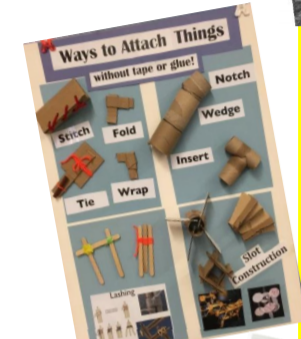 Ways to Attach Things
without tape or glue!
Stitch
Fold
Tie
Wrap
Notch
Wedge
Insert
Lashing
Slot
Construction